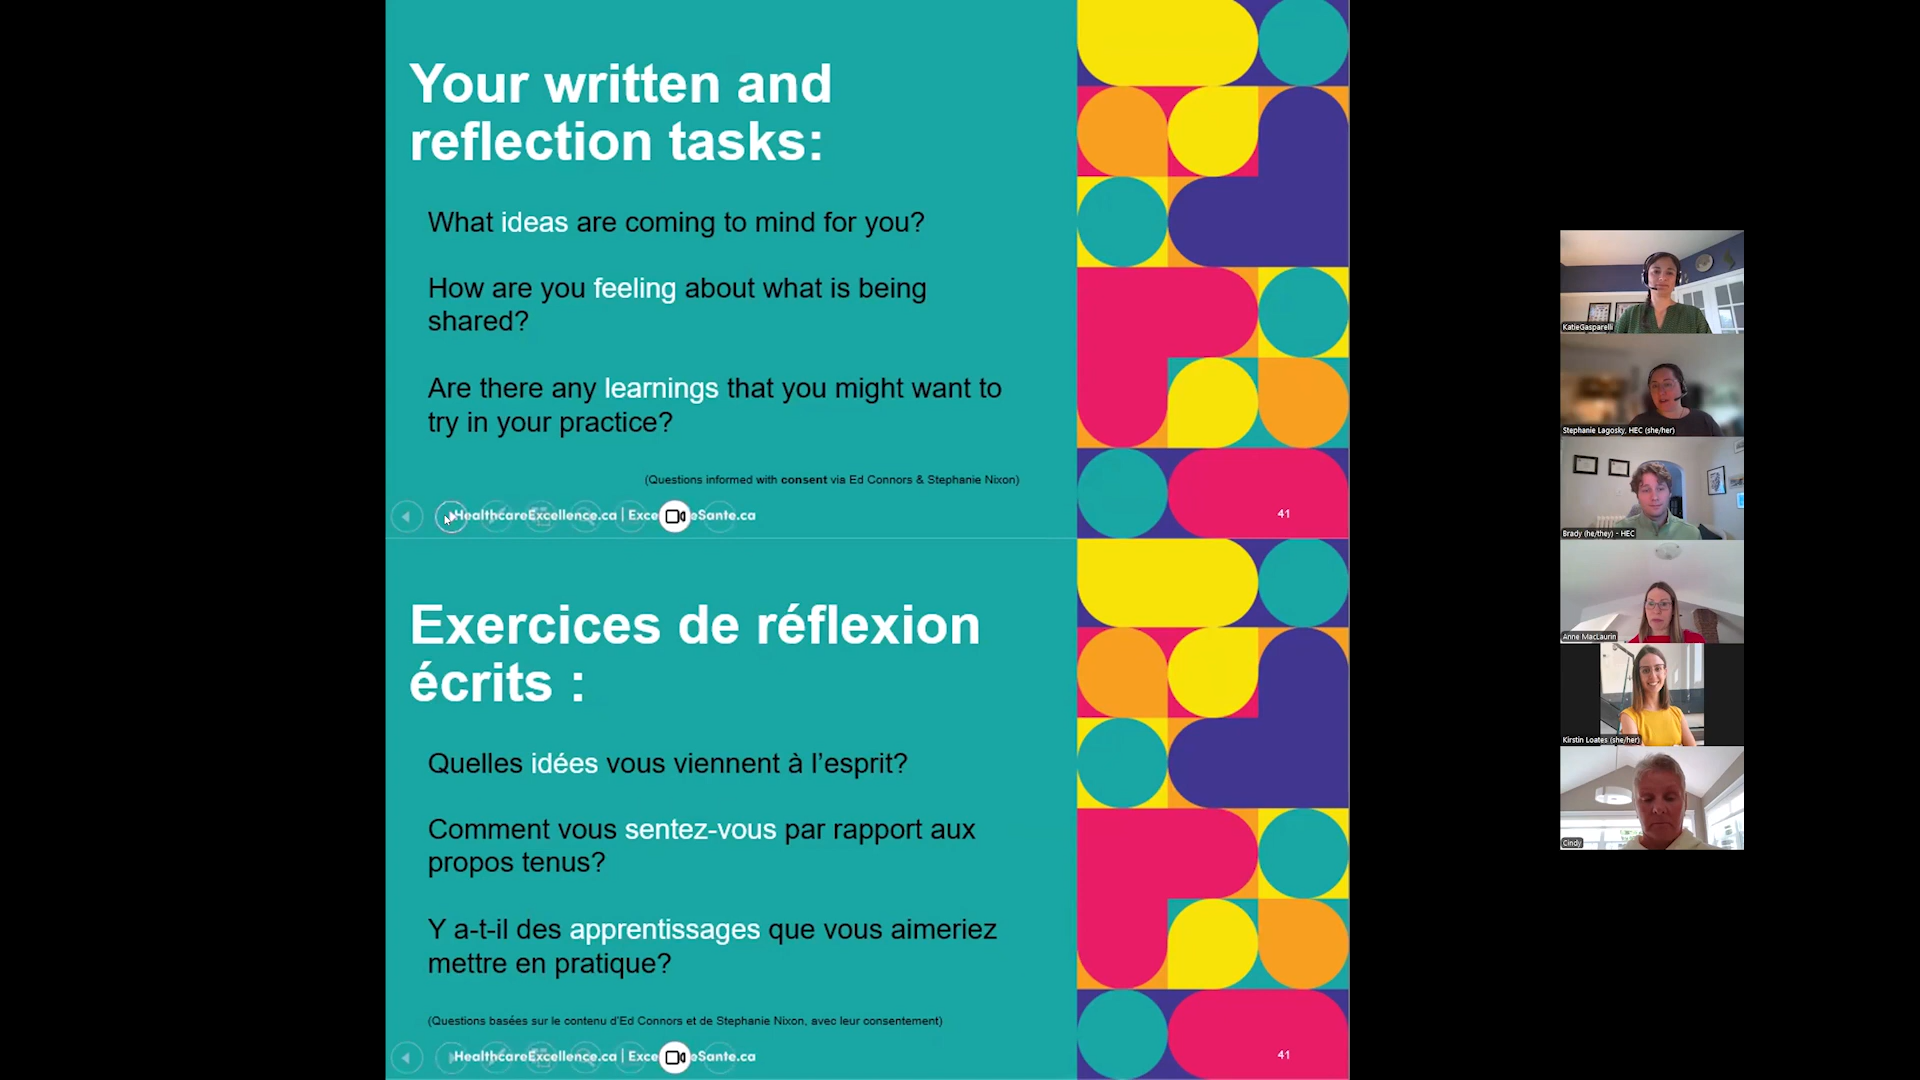 Your written and
reflection tasks:
What ideas are coming to mind for you?
How are you feeling about what is being
shared?
Are there any learnings that you might want to
try in your practice?
(Questions informed with consent via Ed Connors & Stephanie Nixon)
HealthcareExcellence.ca | Exce eSante.ca
41
Exercices de réflexion
écrits :
Quelles idées vous viennent à l’esprit?
Comment vous sentez-vous par rapport aux
propos tenus?
Y a-t-il des apprentissages que vous aimeriez
mettre en pratique?
(Questions basées sur le contenu d’Ed Connors et de Stephanie Nixon, avec leur consentement)
HealthcareExcellence.ca | Exce eSante.ca
41
KatieGasparelli
Stephanie Lagosky, HEC (she/her)
Brady (he/they) - HEC
Anne MacLaurin
Kirstin Loates (she/her)
Cindy